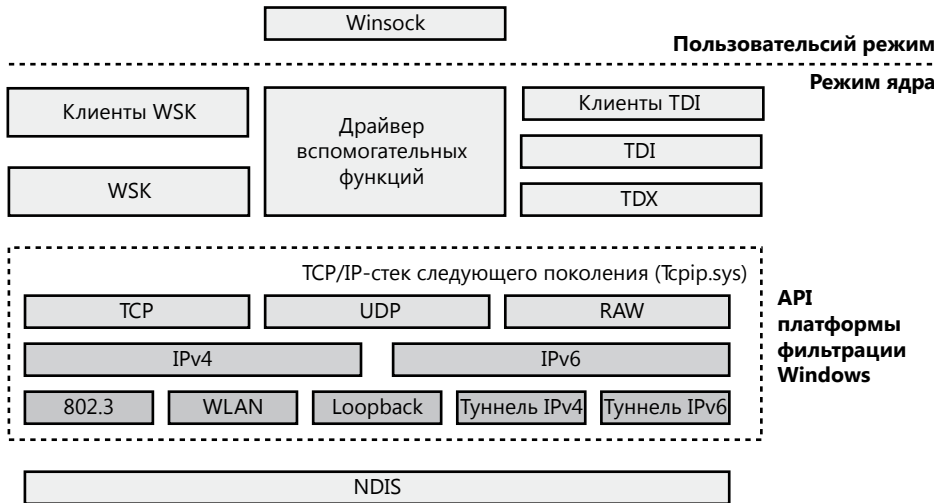 Winsock
Пользовательсий режим
Режим ядра
Клиенты WSK
Драйвер
вспомогательных
функций
Клиенты TDI
TDI
WSK
TDX
TCP/IP-стек следующего поколения (Tcpip.sys)
TCP
UDP
RAW
API
платформы
фильтрации
Windows
IPv4
IPv6
802.3
WLAN
Loopback
Туннель IPv4
Туннель IPv6
NDIS